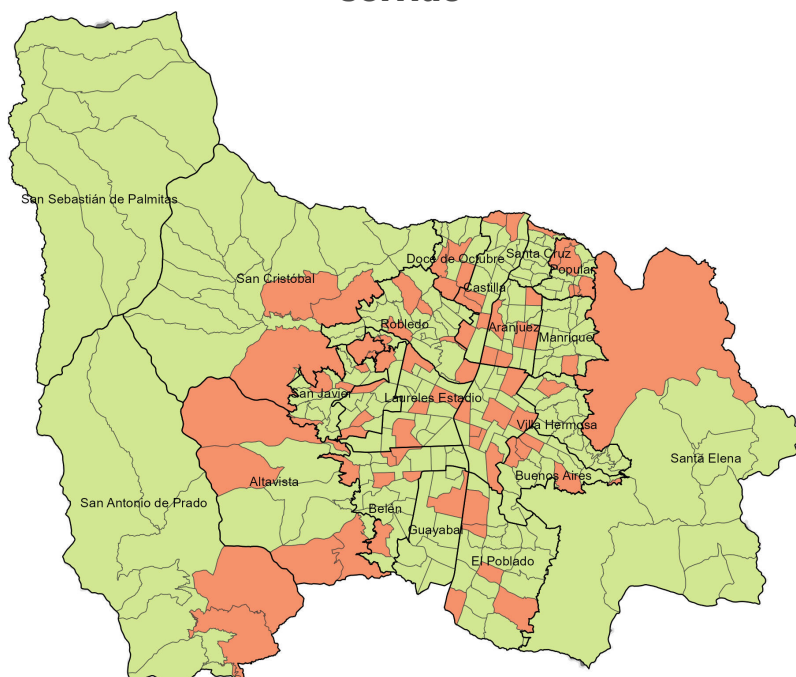 San Sebastián de Palmitas
Doce de Octubre
Santa Cruz
Popular
San Cristóbal
Castilla
Robledo
Aranjuez
Manrique
San Javier
Laureles Estadio
Villa Hermosa
Santa Elena
Buenos Aires
Altavista
San Antonio de Prado
Belén
Guayabal
El Poblado